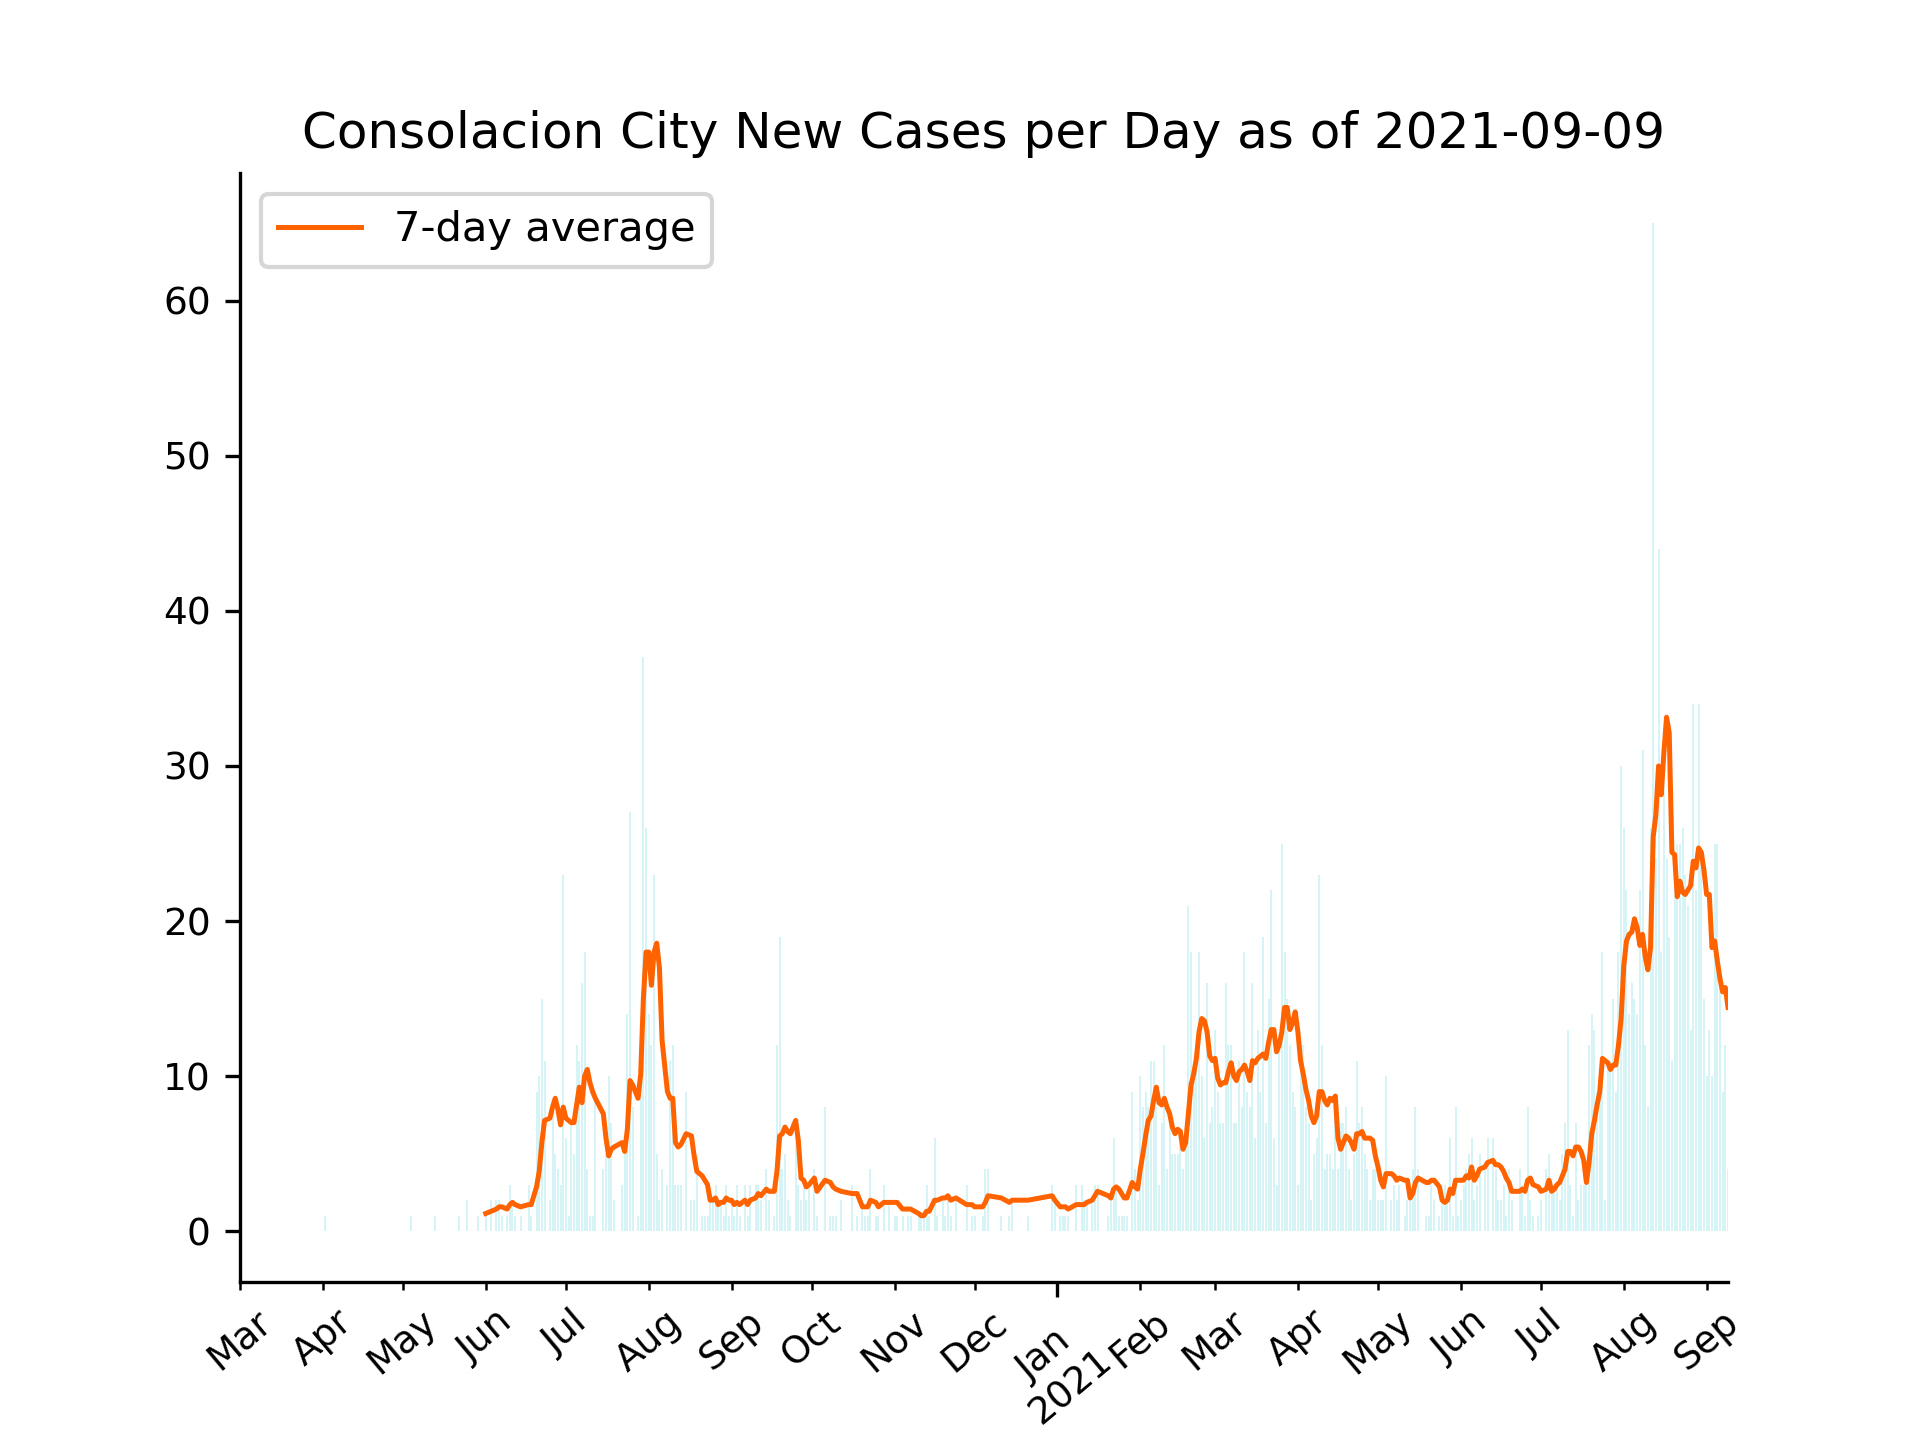 Consolacion City New Cases per Day as of 2021-09-09
7-day average
60
50
40
30
20
10
0
Mar Apr May Jun Jul Aug Sep Oct Nov Dec Jan Feb Mar Apr May Jun Jul Aug Sep
2021